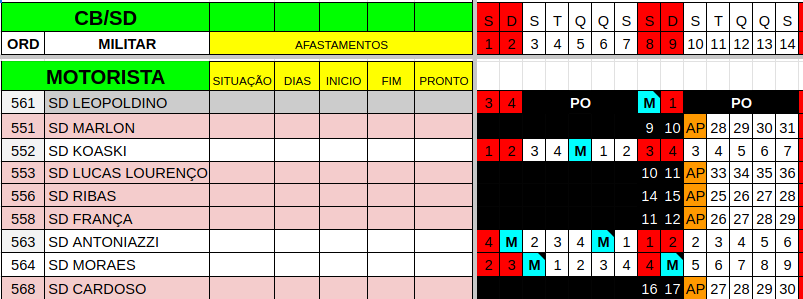 CB/SD S D S T Q Q S S D S T Q Q S
ORD MILITAR AFASTAMENTOS 1 2 3 4 5 6 7 8 9 10 11 12 13 14
MOTORISTA SITUAÇÃO DIAS INICIO FIM PRONTO
561 SD LEOPOLDINO 3 4 PO M 1 PO
551 SD MARLON 9 10 AP 28 29 30 31
552 SD KOASKI 1 2 3 4 M 1 2 3 4 3 4 5 6 7
553 SD LUCAS LOURENÇO 10 11 AP 33 34 35 36
556 SD RIBAS 14 15 AP 25 26 27 28
558 SD FRANÇA 11 12 AP 26 27 28 29
563 SD ANTONIAZZI 4 M 2 3 4 M 1 1 2 2 3 4 5 6
564 SD MORAES 2 3 M 1 2 3 4 4 M 5 6 7 8 9
568 SD CARDOSO 16 17 AP 27 28 29 30